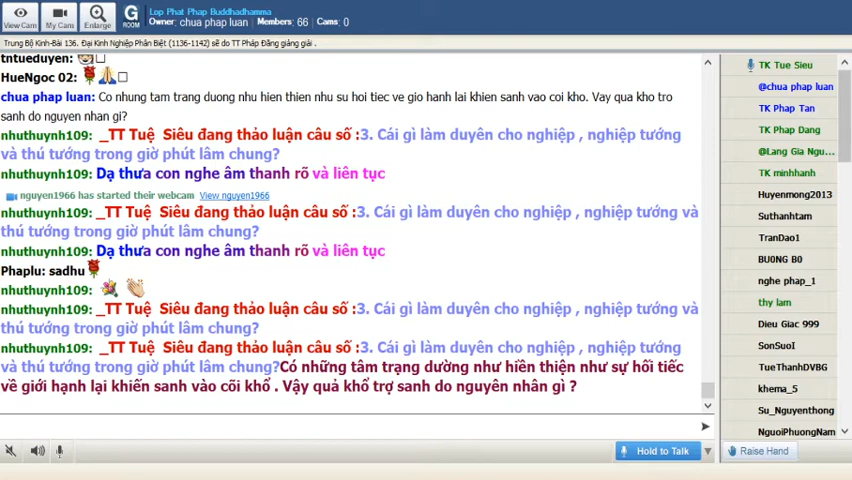 View Cam
My Cams
Enlarge
G
ROOM
Lop Phat Phap Buddhadhamma
Owner: chua phap luan Members: 66 Cams: 0
Trung Bộ Kinh-Bài 136. Đại Kinh Nghiệp Phân Biệt (1136-1142) sẽ do TT Pháp Đăng giảng giải .
tntueduyen:
HueNgoc 02:
chua phap luan: Co nhung tam trang duong nhu hien thien nhu su hoi tiec ve gio hanh lai khien sanh vao coi kho. Vay qua kho tro
sanh do nguyen nhan gi?
nhuthuynh109: _TT Tuệ Siêu đang thảo luận câu số :3. Cái gì làm duyên cho nghiệp , nghiệp tướng
và thú tướng trong giờ phút lâm chung?
nhuthuynh109: Dạ thưa con nghe âm thanh rõ và liên tục
nguyen1966 has started their webcam View nguyen1966
nhuthuynh109: _TT Tuệ Siêu đang thảo luận câu số :3. Cái gì làm duyên cho nghiệp , nghiệp tướng và
thú tướng trong giờ phút lâm chung?
nhuthuynh109: Dạ thưa con nghe âm thanh rõ và liên tục
Phaplu: sadhu
nhuthuynh109:
nhuthuynh109: _TT Tuệ Siêu đang thảo luận câu số :3. Cái gì làm duyên cho nghiệp , nghiệp tướng
và thú tướng trong giờ phút lâm chung?
nhuthuynh109: _TT Tuệ Siêu đang thảo luận câu số :3. Cái gì làm duyên cho nghiệp , nghiệp tướng
và thú tướng trong giờ phút lâm chung?Có những tâm trạng dường như hiền thiện như sự hối tiếc
về giới hạnh lại khiến sanh vào cõi khổ . Vậy quả khổ trợ sanh do nguyên nhân gì ?
TK Tue Sieu
@chua phap luan
TK Phap Tan
TK Phap Dang
@Lang Gia Ngu...
TK minhhanh
Huyenmong2013
Suthanhtam
TranDao1
BU0NG B0
nghe phap_1
thy lam
Dieu Giac 999
SonSuoI
TueThanhDVBG
khema_5
Su_Nguyenthong
NguoiPhuongNam
Hold to Talk
Raise Hand